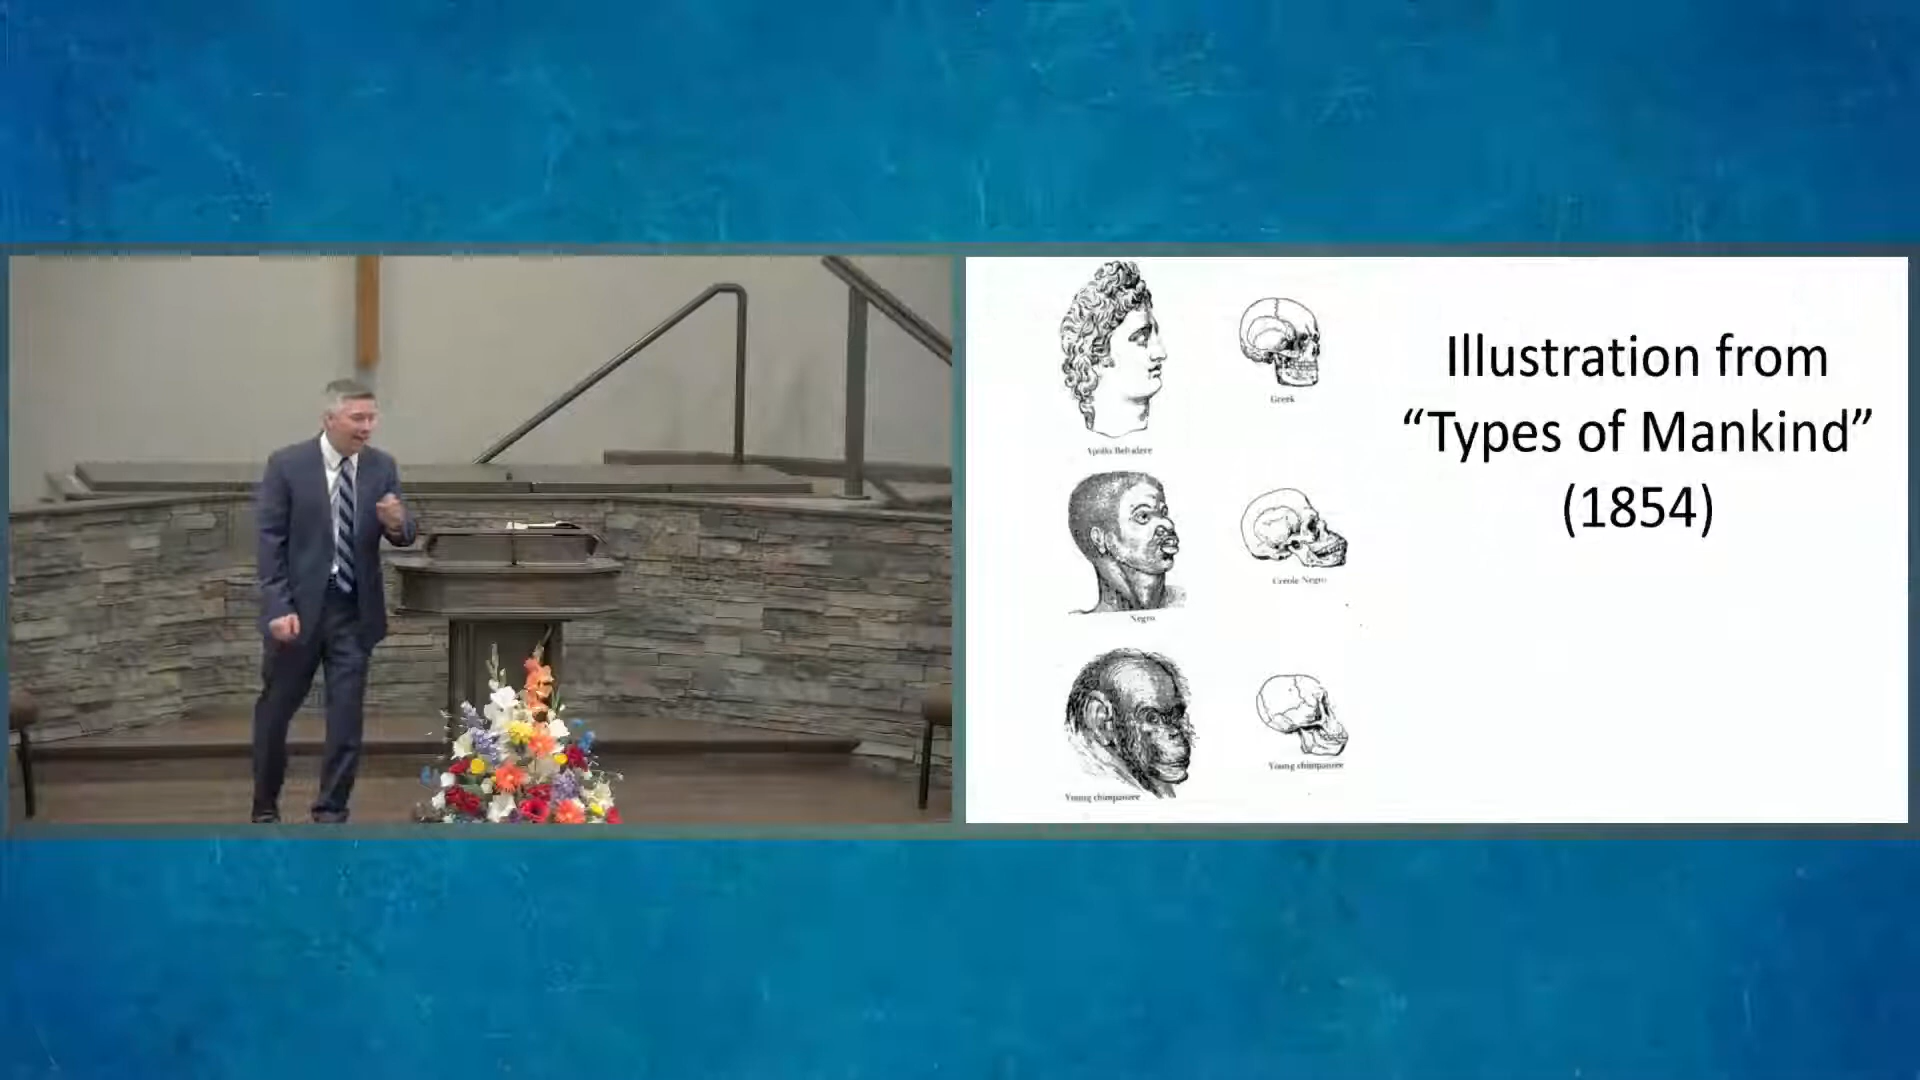 Illustration from
“Types of Mankind”
(1854)
Greek
Negro
Creole Negro
Young chimpanzee
Young chimpanzee